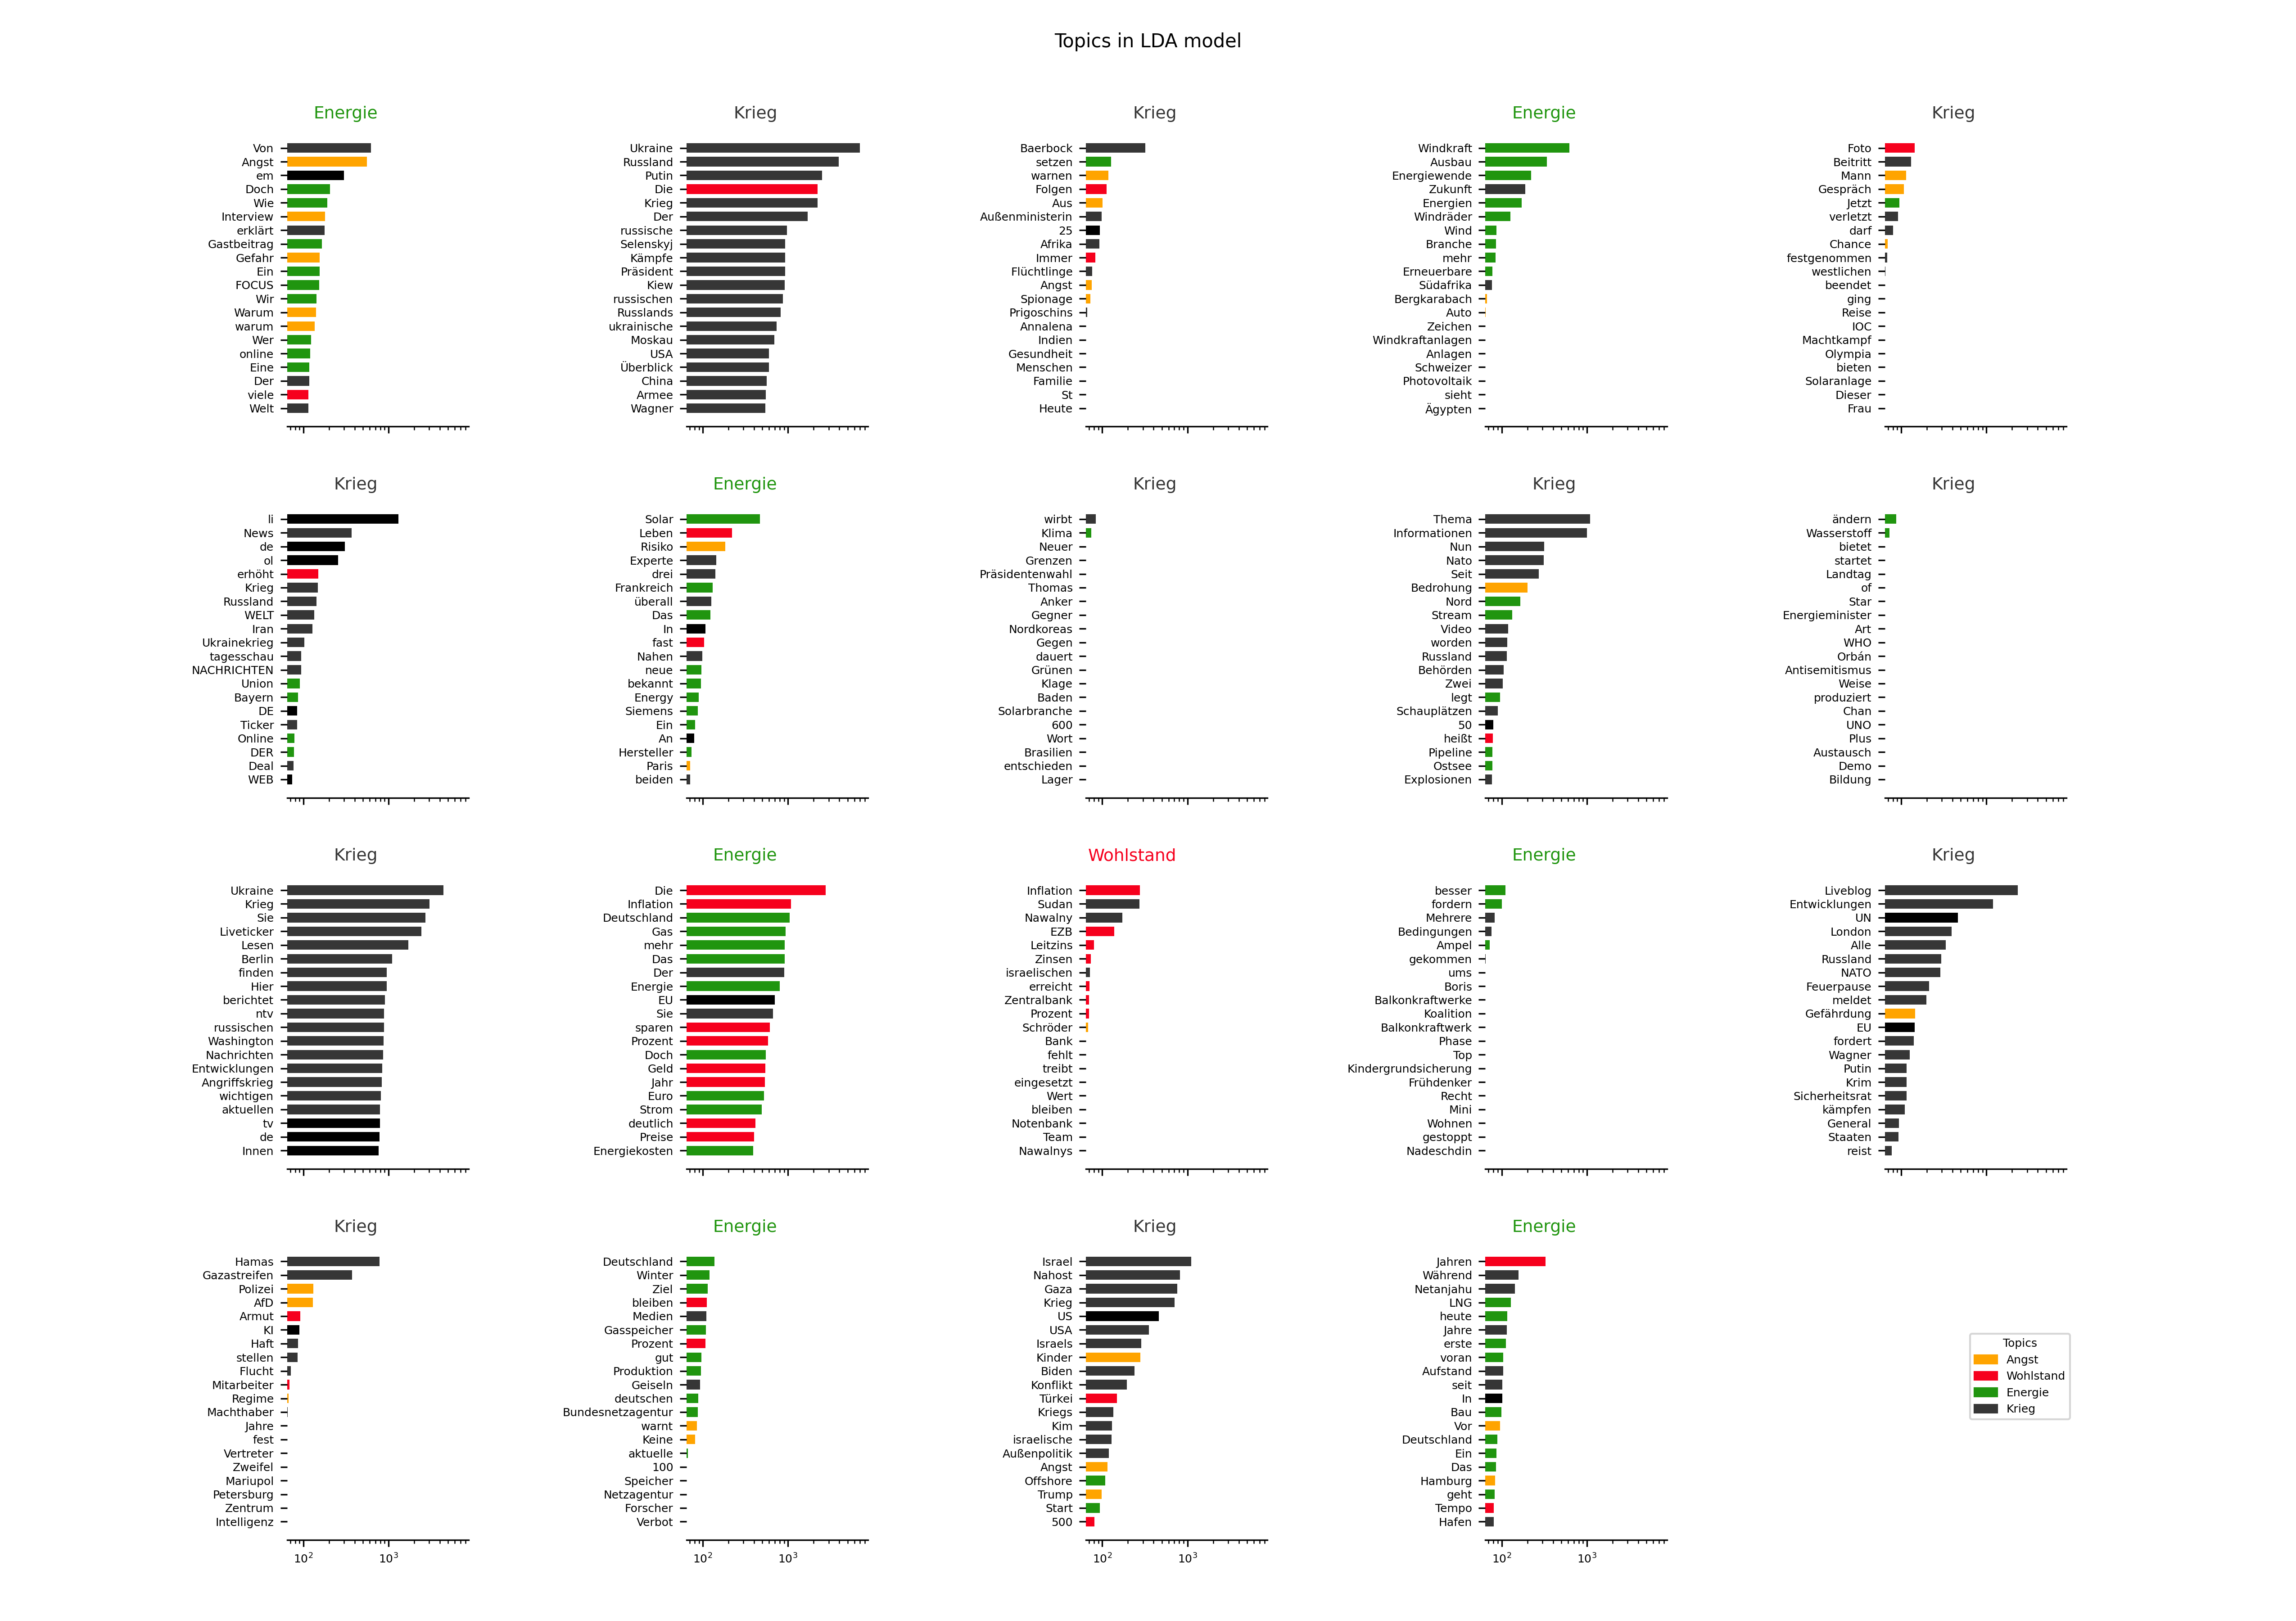 Topics in LDA model
Energie
Von
Angst
em
Doch
Wie
Interview
erklärt
Gastbeitrag
Gefahr
Ein
FOCUS
Wir
Warum
warum
Wer
online
Eine
Der
viele
Welt
Krieg
Ukraine
Russland
Putin
Die
Krieg
Der
russische
Selenskyj
Kämpfe
Präsident
Kiew
russischen
Russlands
ukrainische
Moskau
USA
Überblick
China
Armee
Wagner
Krieg
Baerbock
setzen
warnen
Folgen
Aus
Außenministerin
25
Afrika
Immer
Flüchtlinge
Angst
Spionage
Prigoschins
Annalena
Indien
Gesundheit
Menschen
Familie
St
Heute
Energie
Windkraft
Ausbau
Energiewende
Zukunft
Energien
Windräder
Wind
Branche
mehr
Erneuerbare
Südafrika
Bergkarabach
Auto
Zeichen
Windkraftanlagen
Anlagen
Schweizer
Photovoltaik
sieht
Ägypten
Krieg
Foto
Beitritt
Mann
Gespräch
Jetzt
verletzt
darf
Chance
festgenommen
westlichen
beendet
ging
Reise
IOC
Machtkampf
Olympia
bieten
Solaranlage
Dieser
Frau
Krieg
li
News
de
ol
erhöht
Krieg
Russland
WELT
Iran
Ukrainekrieg
tagesschau
NACHRICHTEN
Union
Bayern
DE
Ticker
Online
DER
Deal
WEB
Energie
Solar
Leben
Risiko
Experte
drei
Frankreich
überall
Das
In
fast
Nahen
neue
bekannt
Energy
Siemens
Ein
An
Hersteller
Paris
beiden
Krieg
wirbt
Klima
Neuer
Grenzen
Präsidentenwahl
Thomas
Anker
Gegner
Nordkoreas
Gegen
dauert
Grünen
Klage
Baden
Solarbranche
600
Wort
Brasilien
entschieden
Lager
Krieg
Thema
Informationen
Nun
Nato
Seit
Bedrohung
Nord
Stream
Video
worden
Russland
Behörden
Zwei
legt
Schauplätzen
50
heißt
Pipeline
Ostsee
Explosionen
Krieg
ändern
Wasserstoff
bietet
startet
Landtag
of
Star
Energieminister
Art
WHO
Orbán
Antisemitismus
Weise
produziert
Chan
UNO
Plus
Austausch
Demo
Bildung
Krieg
Ukraine
Krieg
Sie
Liveticker
Lesen
Berlin
finden
Hier
berichtet
ntv
russischen
Washington
Nachrichten
Entwicklungen
Angriffskrieg
wichtigen
aktuellen
tv
de
Innen
Energie
Die
Inflation
Deutschland
Gas
mehr
Das
Der
Energie
EU
Sie
sparen
Prozent
Doch
Geld
Jahr
Euro
Strom
deutlich
Preise
Energiekosten
Wohlstand
Inflation
Sudan
Nawalny
EZB
Leitzins
Zinsen
israelischen
erreicht
Zentralbank
Prozent
Schröder
Bank
fehlt
treibt
eingesetzt
Wert
bleiben
Notenbank
Team
Nawalnys
Energie
besser
fordern
Mehrere
Bedingungen
Ampel
gekommen
ums
Boris
Balkonkraftwerke
Koalition
Balkonkraftwerk
Phase
Top
Kindergrundsicherung
Frühdenker
Recht
Mini
Wohnen
gestoppt
Nadeschdin
Krieg
Liveblog
Entwicklungen
UN
London
Alle
Russland
NATO
Feuerpause
meldet
Gefährdung
EU
fordert
Wagner
Putin
Krim
Sicherheitsrat
kämpfen
General
Staaten
reist
Krieg
Hamas
Gazastreifen
Polizei
AfD
Armut
KI
Haft
stellen
Flucht
Mitarbeiter
Regime
Machthaber
Jahre
fest
Vertreter
Zweifel
Mariupol
Petersburg
Zentrum
Intelligenz
10² 10³
Energie
Deutschland
Winter
Ziel
bleiben
Medien
Gasspeicher
Prozent
gut
Produktion
Geiseln
deutschen
Bundesnetzagentur
warnt
Keine
aktuelle
100
Speicher
Netzagentur
Forscher
Verbot
10² 10³
Krieg
Israel
Nahost
Gaza
Krieg
US
USA
Israels
Kinder
Biden
Konflikt
Türkei
Kriegs
Kim
israelische
Außenpolitik
Angst
Offshore
Trump
Start
500
10² 10³
Energie
Jahren
Während
Netanjahu
LNG
heute
Jahre
erste
voran
Aufstand
seit
In
Bau
Vor
Deutschland
Ein
Das
Hamburg
geht
Tempo
Hafen
10² 10³
Topics
Angst
Wohlstand
Energie
Krieg